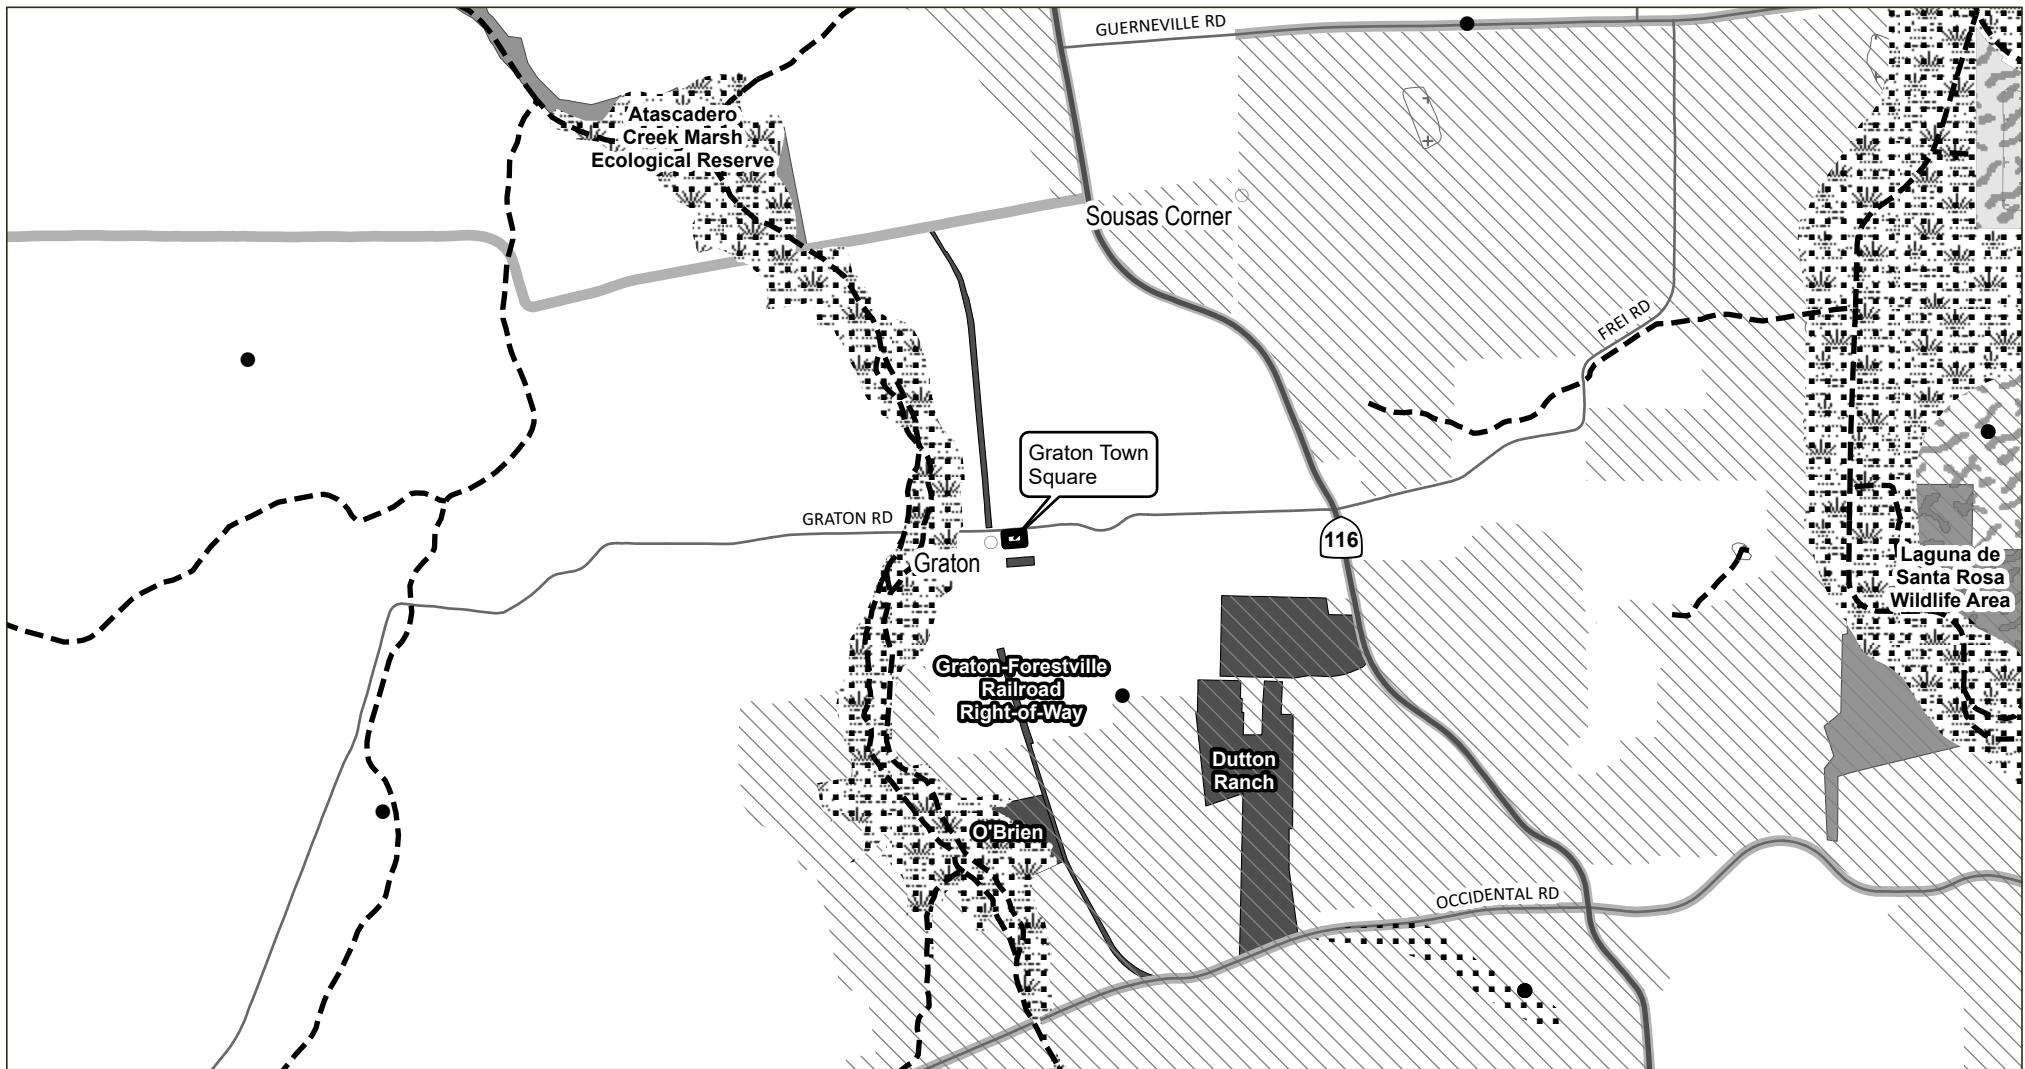 GUERNEVILLE RD
Atascadero
Creek Marsh
Ecological Reserve
Sousas Corner
FREI RD
Graton Town
Square
GRATON RD
116
Graton
Laguna de
Santa Rosa
Wildlife Area
Graton-Forestville
Railroad
Right-of-Way
Dutton
Ranch
O'Brien
OCCIDENTAL RD